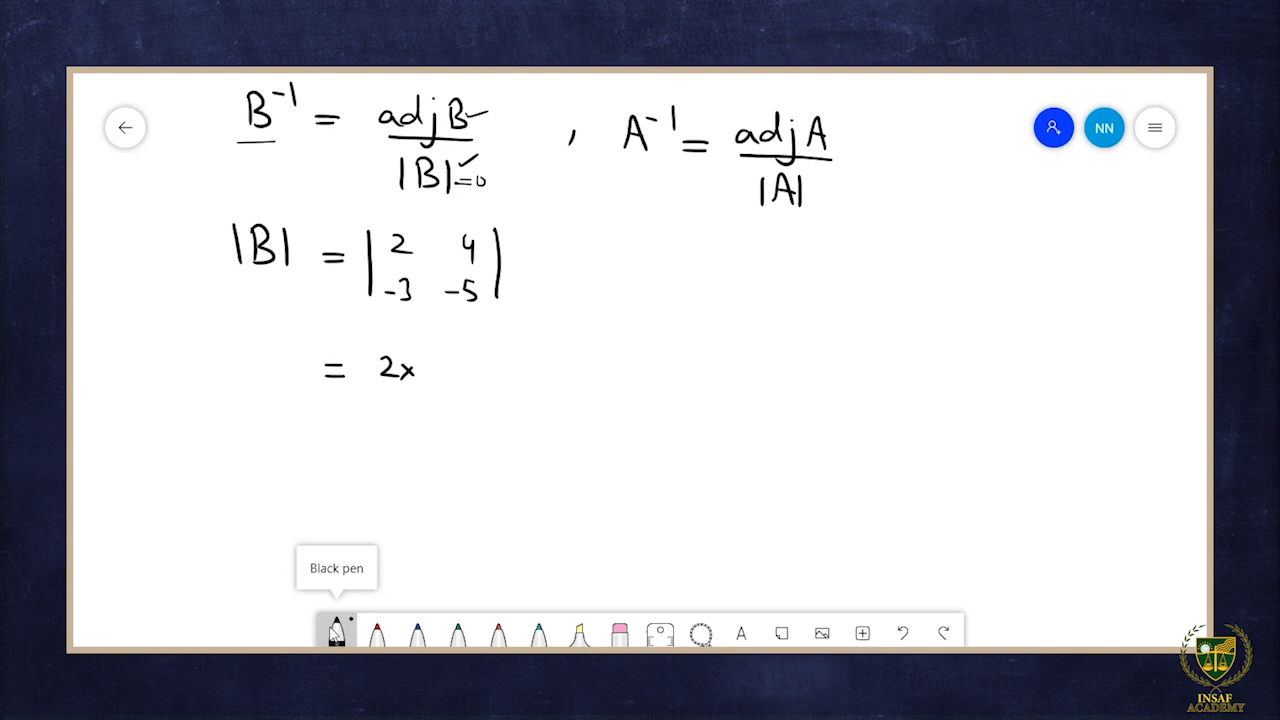 B⁻¹ = adj B / |B| = 0 , A⁻¹ = adj A / |A|
|B| = | 2 4 |
| -3 -5 |
= 2x
NN
Black pen
A
INSAF
ACADEMY